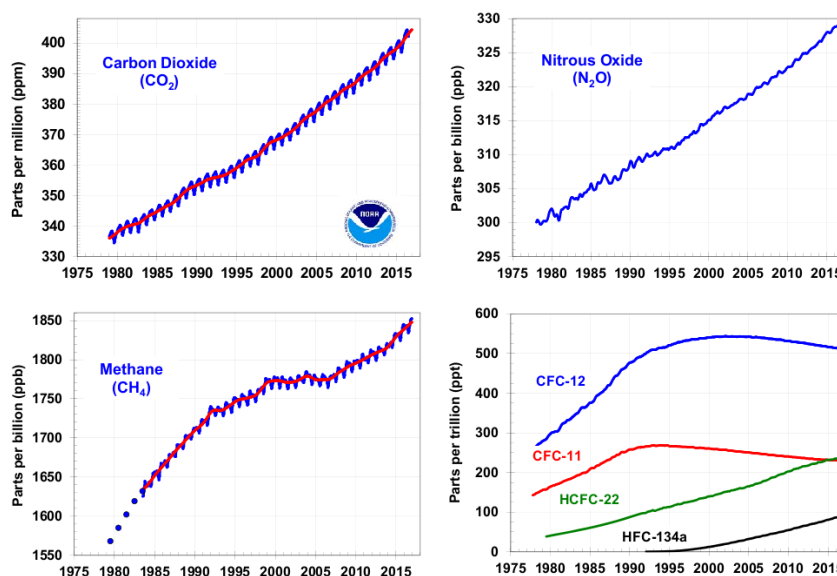 Carbon Dioxide
(CO₂)
Parts per million (ppm)
400
390
380
370
360
350
340
330
1975 1980 1985 1990 1995 2000 2005 2010 2015
NOAA
Nitrous Oxide
(N₂O)
Parts per billion (ppb)
330
325
320
315
310
305
300
295
1975 1980 1985 1990 1995 2000 2005 2010 2015
Methane
(CH₄)
Parts per billion (ppb)
1850
1800
1750
1700
1650
1600
1550
1975 1980 1985 1990 1995 2000 2005 2010 2015
Parts per trillion (ppt)
600
500
400
300
200
100
0
CFC-12
CFC-11
HCFC-22
HFC-134a
1975 1980 1985 1990 1995 2000 2005 2010 2015